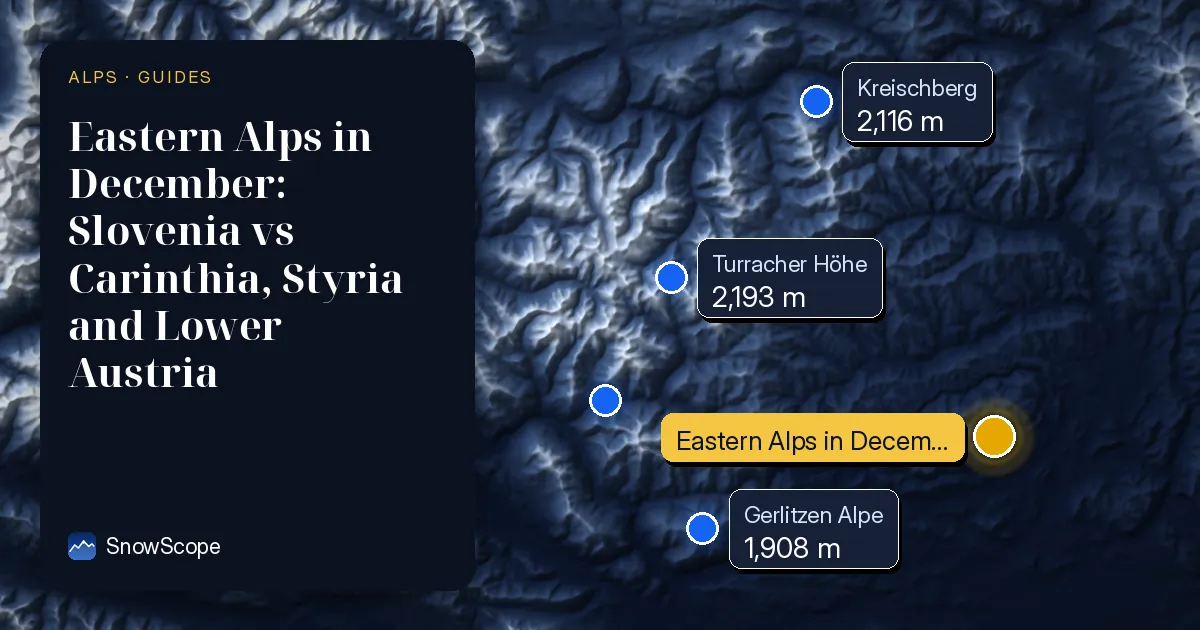 ALPS · GUIDES
Eastern Alps in
December:
Slovenia vs
Carinthia, Styria
and Lower
Austria
SnowScope
Kreischberg
2,116 m
Turracher Höhe
2,193 m
Eastern Alps in Decem...
Gerlitzen Alpe
1,908 m